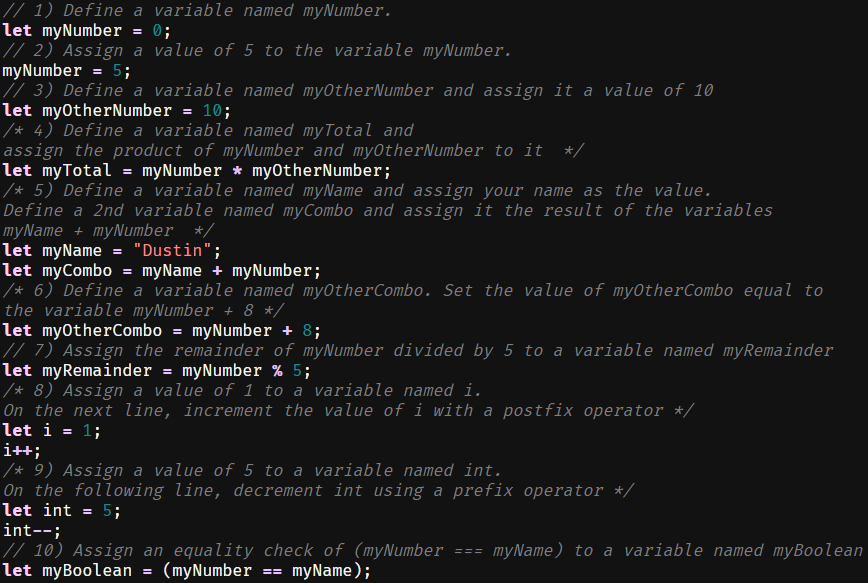 // 1) Define a variable named myNumber.
let myNumber = 0;
// 2) Assign a value of 5 to the variable myNumber.
myNumber = 5;
// 3) Define a variable named myOtherNumber and assign it a value of 10
let myOtherNumber = 10;
/* 4) Define a variable named myTotal and
assign the product of myNumber and myOtherNumber to it  */
let myTotal = myNumber * myOtherNumber;
/* 5) Define a variable named myName and assign your name as the value.
Define a 2nd variable named myCombo and assign it the result of the variables
myName + myNumber  */
let myName = "Dustin";
let myCombo = myName + myNumber;
/* 6) Define a variable named myOtherCombo. Set the value of myOtherCombo equal to
the variable myNumber + 8 */
let myOtherCombo = myNumber + 8;
// 7) Assign the remainder of myNumber divided by 5 to a variable named myRemainder
let myRemainder = myNumber % 5;
/* 8) Assign a value of 1 to a variable named i.
On the next line, increment the value of i with a postfix operator */
let i = 1;
i++;
/* 9) Assign a value of 5 to a variable named int.
On the following line, decrement int using a prefix operator */
let int = 5;
int--;
// 10) Assign an equality check of (myNumber === myName) to a variable named myBoolean
let myBoolean = (myNumber == myName);